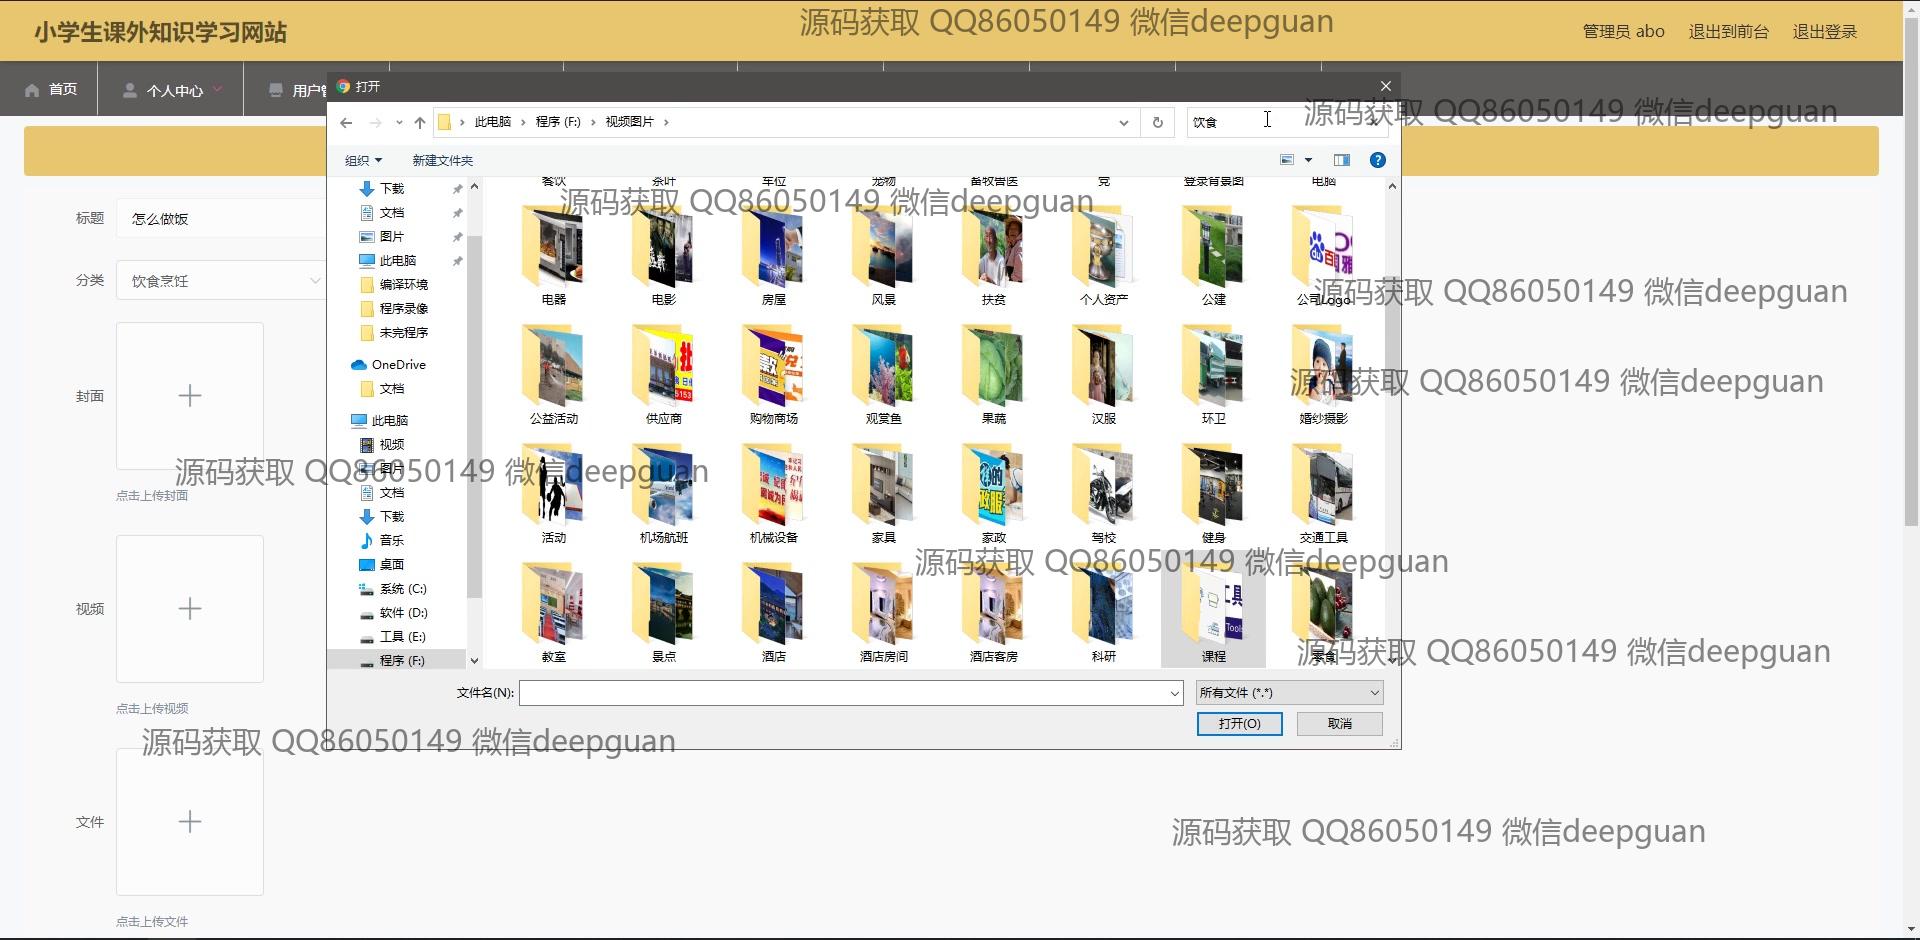 小学生课外知识学习网站
源码获取 QQ86050149 微信deepguan
管理员 abo 退出到前台 退出登录
首页 个人中心
打开
此电脑 程序 (F:) 视频图片 饮食
源码获取 QQ86050149 微信deepguan
组织 新建文件夹
下载
文档
图片
此电脑
编译环境
程序录像
未完程序
OneDrive
文档
此电脑
视频
图片
文档
下载
音乐
桌面
系统 (C:)
软件 (D:)
工具 (E:)
程序 (F:)
餐饮 茶叶 车位 宠物 畜牧兽医 党 登录背景图 电脑
源码获取 QQ86050149 微信deepguan
电器 电影 房屋 风景 扶贫 个人资产 公建 公司Logo
源码获取 QQ86050149 微信deepguan
源码获取 QQ86050149 微信deepguan
公益活动 供应商 购物商场 观赏鱼 果蔬 汉服 环卫 婚纱摄影
源码获取 QQ86050149 微信deepguan
活动 机场航班 机械设备 家具 家政 驾校 健身 交通工具
源码获取 QQ86050149 微信deepguan
教室 景点 酒店 酒店房间 酒店客房 科研 课程 零食
源码获取 QQ86050149 微信deepguan
文件名(N): 所有文件 (*.*)
打开(O) 取消
标题 怎么做饭
分类 饮食烹饪
封面
点击上传封面
视频
点击上传视频
源码获取 QQ86050149 微信deepguan
文件
源码获取 QQ86050149 微信deepguan
点击上传文件